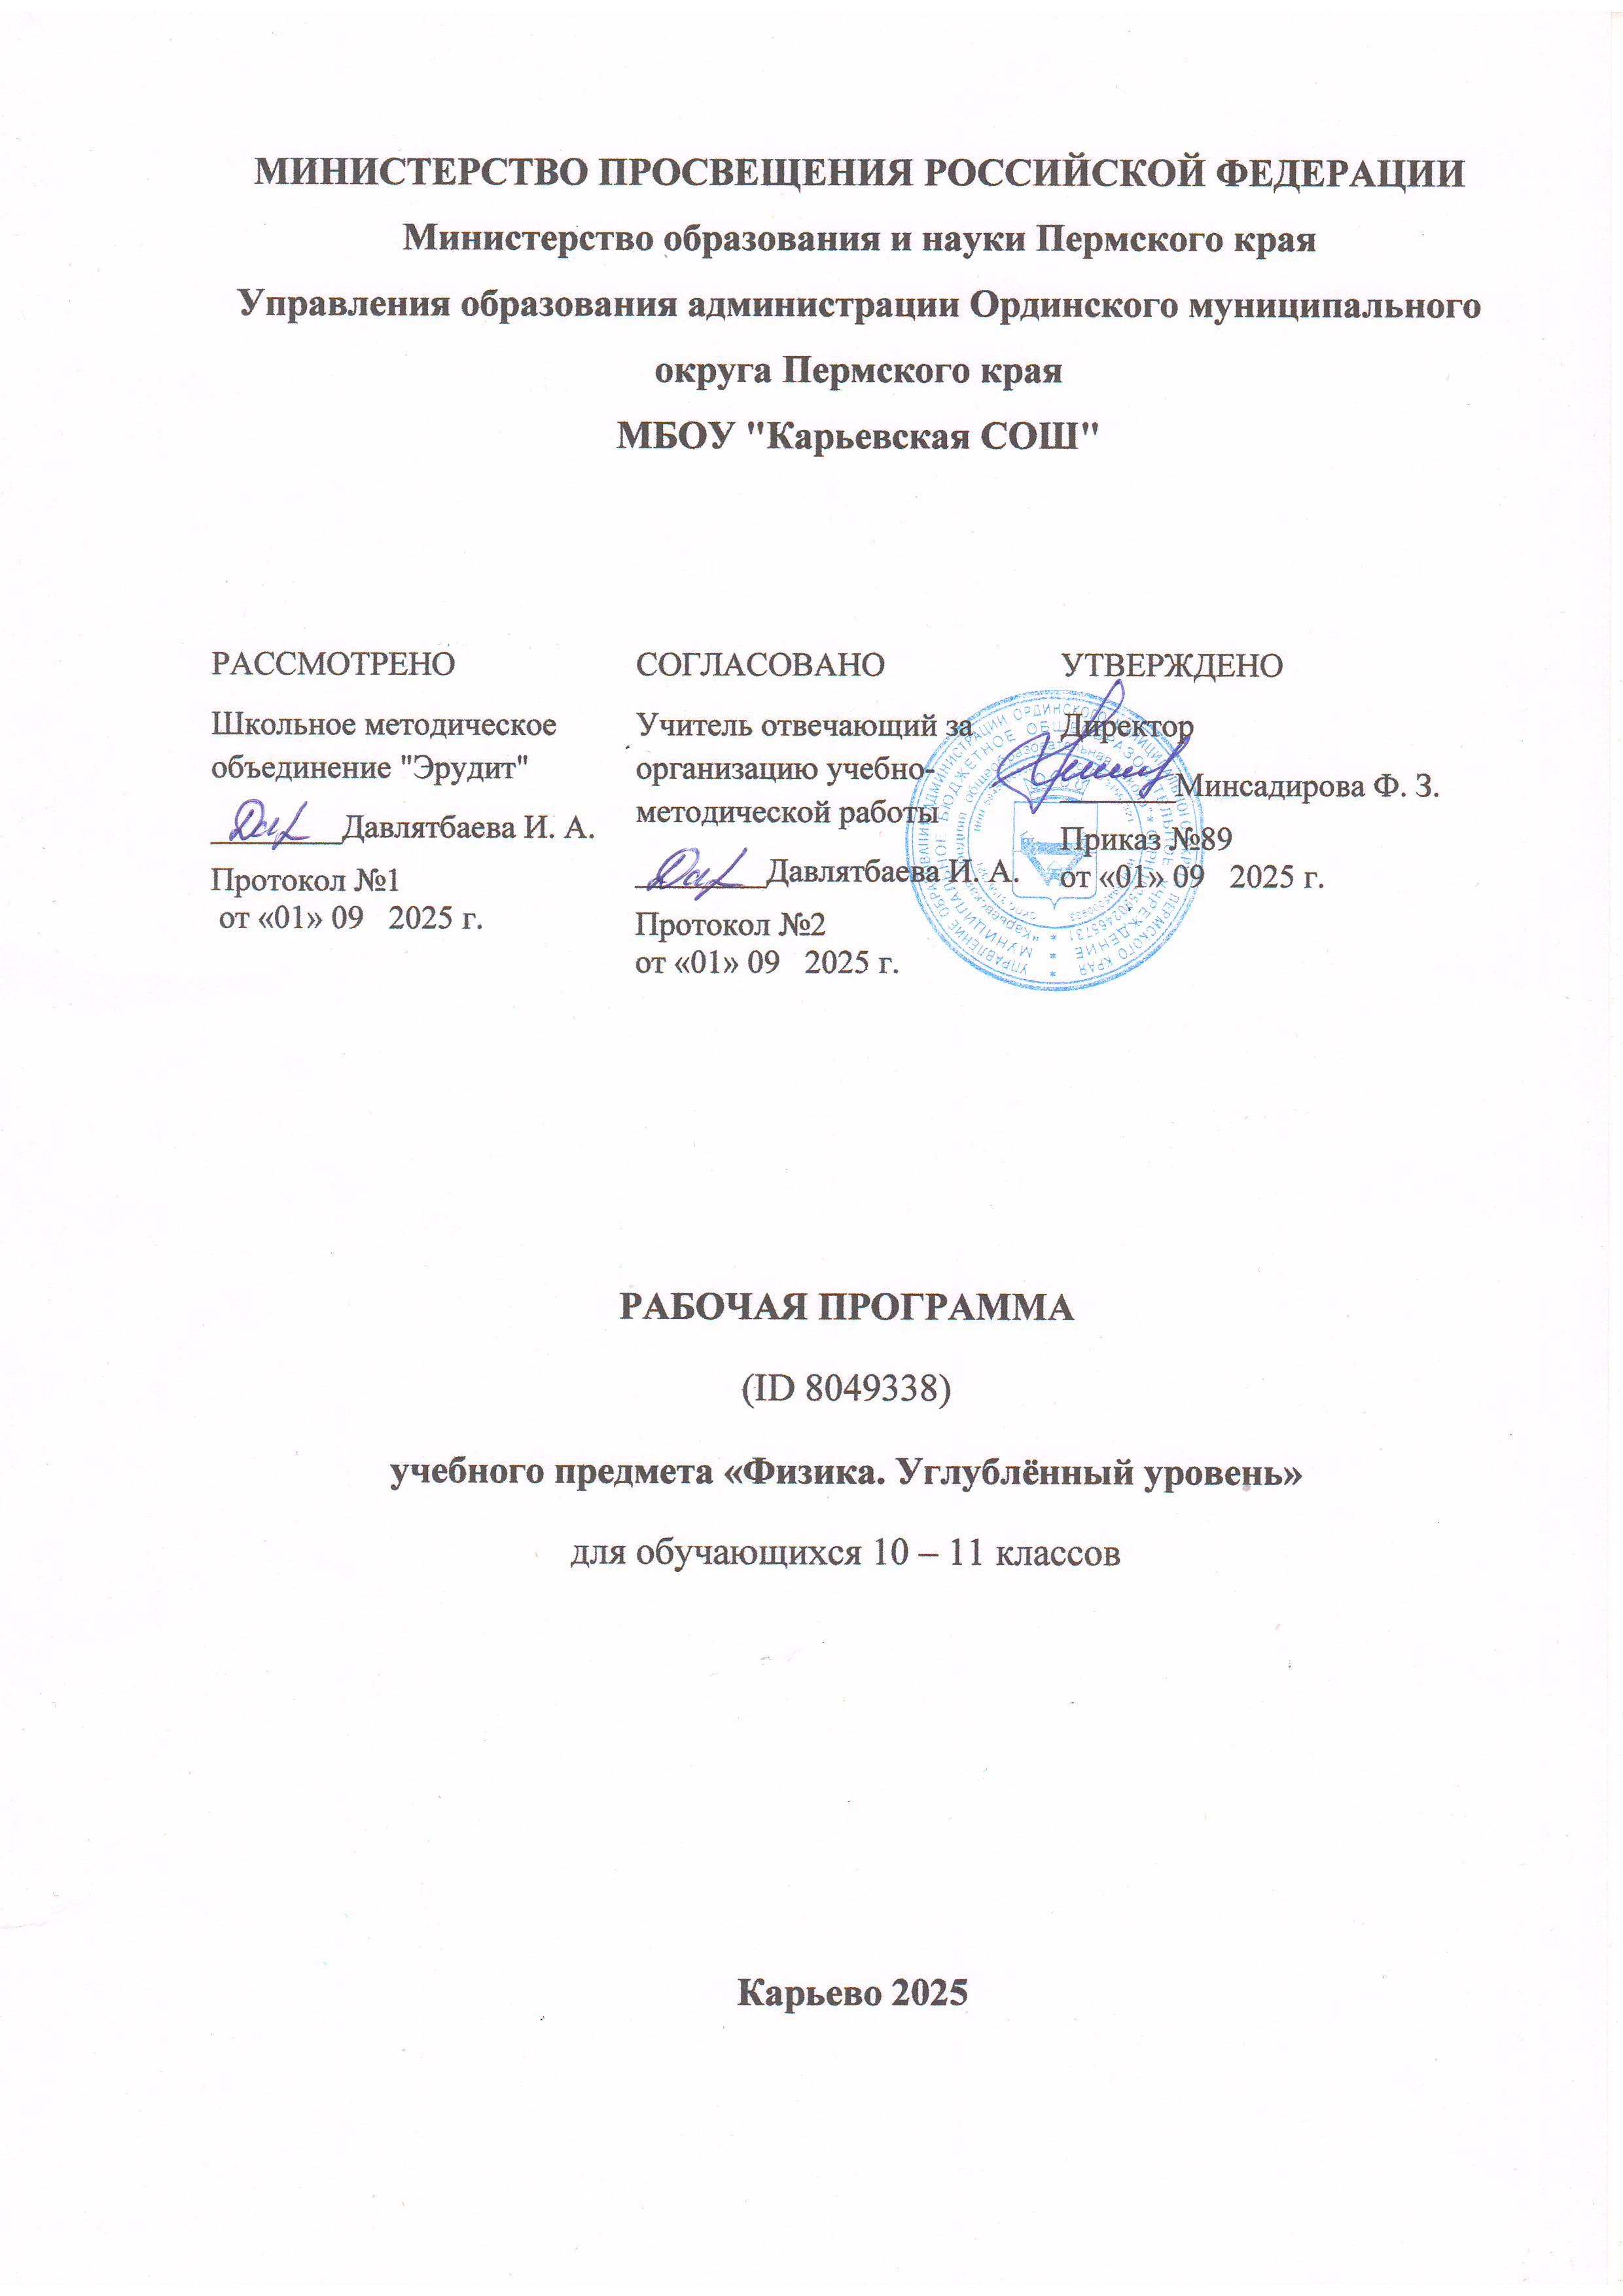 МИНИСТЕРСТВО ПРОСВЕЩЕНИЯ РОССИЙСКОЙ ФЕДЕРАЦИИ
Министерство образования и науки Пермского края
Управления образования администрации Ординского муниципального
округа Пермского края
МБОУ "Карьевская СОШ"
РАССМОТРЕНО
Школьное методическое
объединение "Эрудит"
Давлятбаева И. А.
Протокол №1
от «01» 09 2025 г.
СОГЛАСОВАНО
Учитель отвечающий за
организацию учебно-
методической работы
Давлятбаева И. А.
Протокол №2
от «01» 09 2025 г.
УТВЕРЖДЕНО
Директор
Минсадирова Ф. З.
Приказ №89
от «01» 09 2025 г.
РАБОЧАЯ ПРОГРАММА
(ID 8049338)
учебного предмета «Физика. Углублённый уровень»
для обучающихся 10 – 11 классов
Карьево 2025